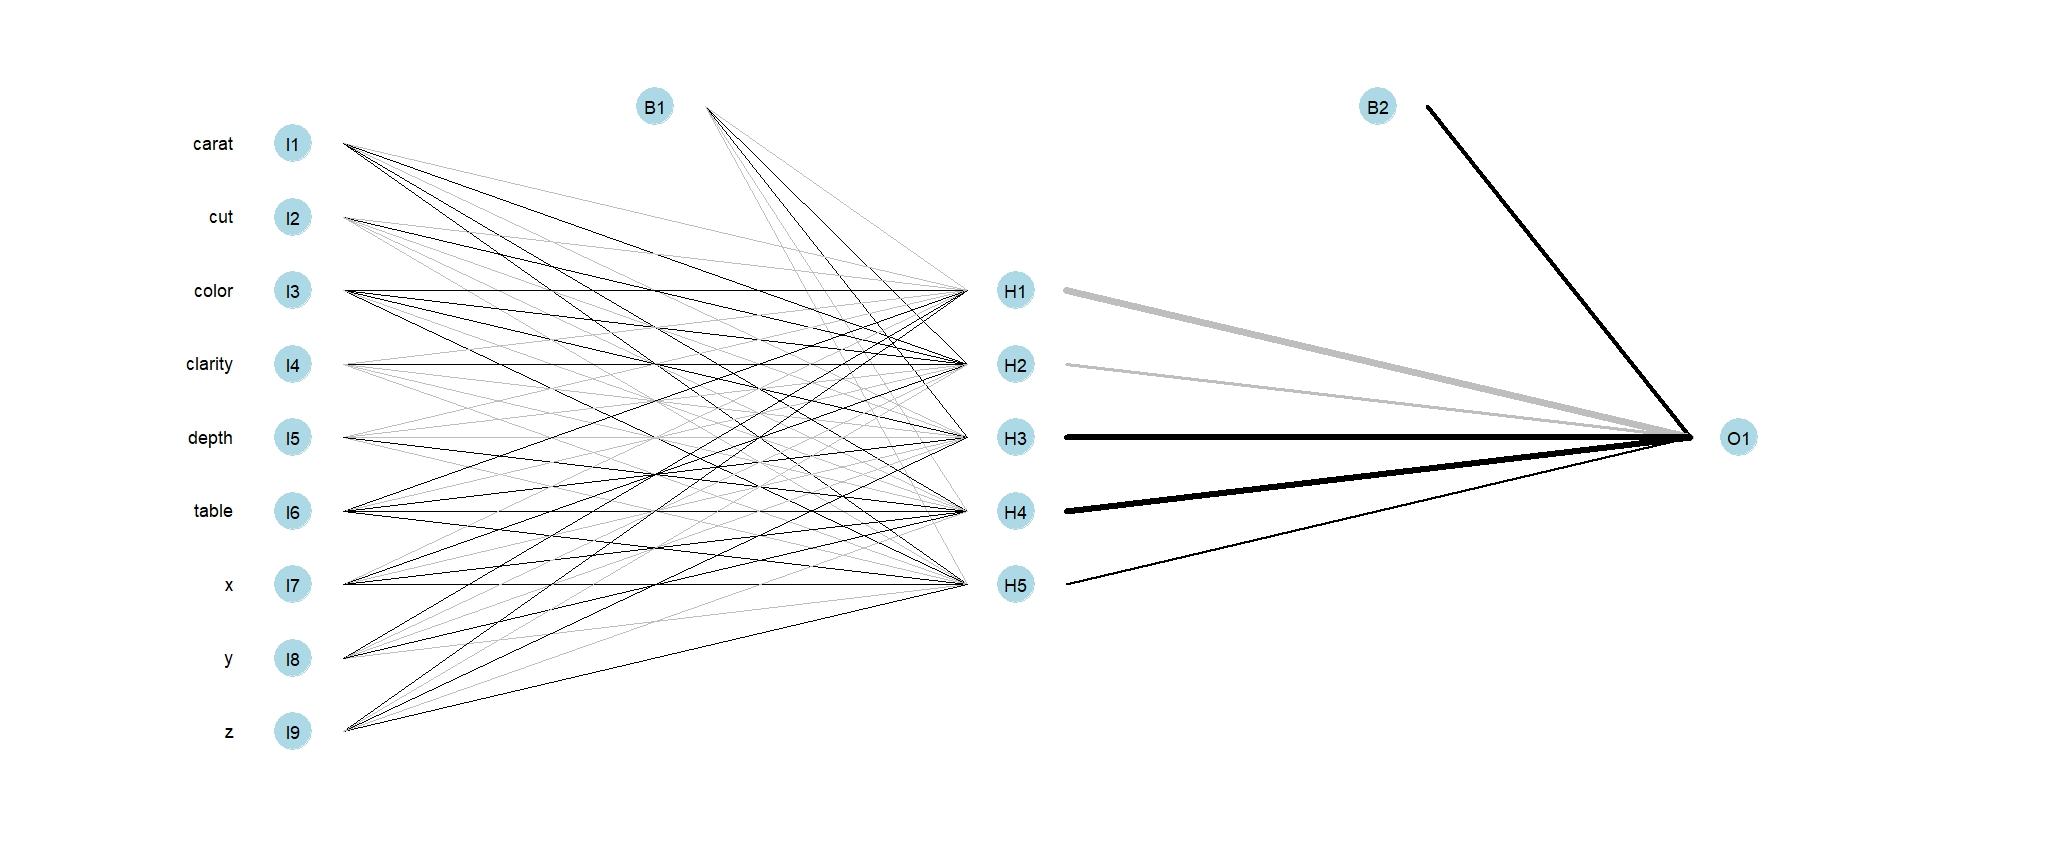 B1
B2
carat I1
cut I2
color I3
H1
clarity I4
H2
depth I5
H3
O1
table I6
H4
x I7
H5
y I8
z I9